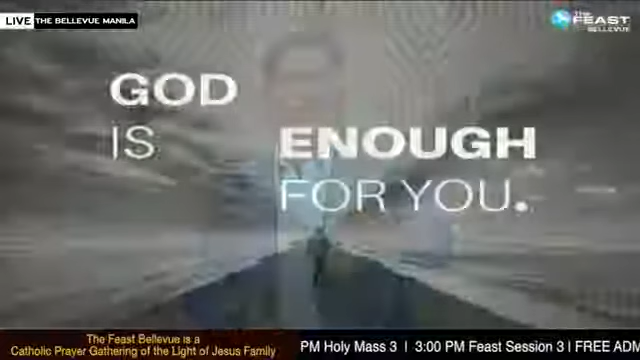 LIVE THE BELLEVUE MANILA
The
FEAST
BELLEVUE
GOD
IS
ENOUGH
FOR YOU.
The Feast Bellevue is a
Catholic Prayer Gathering of the Light of Jesus Family
PM Holy Mass 3 I 3:00 PM Feast Session 3 I FREE ADM